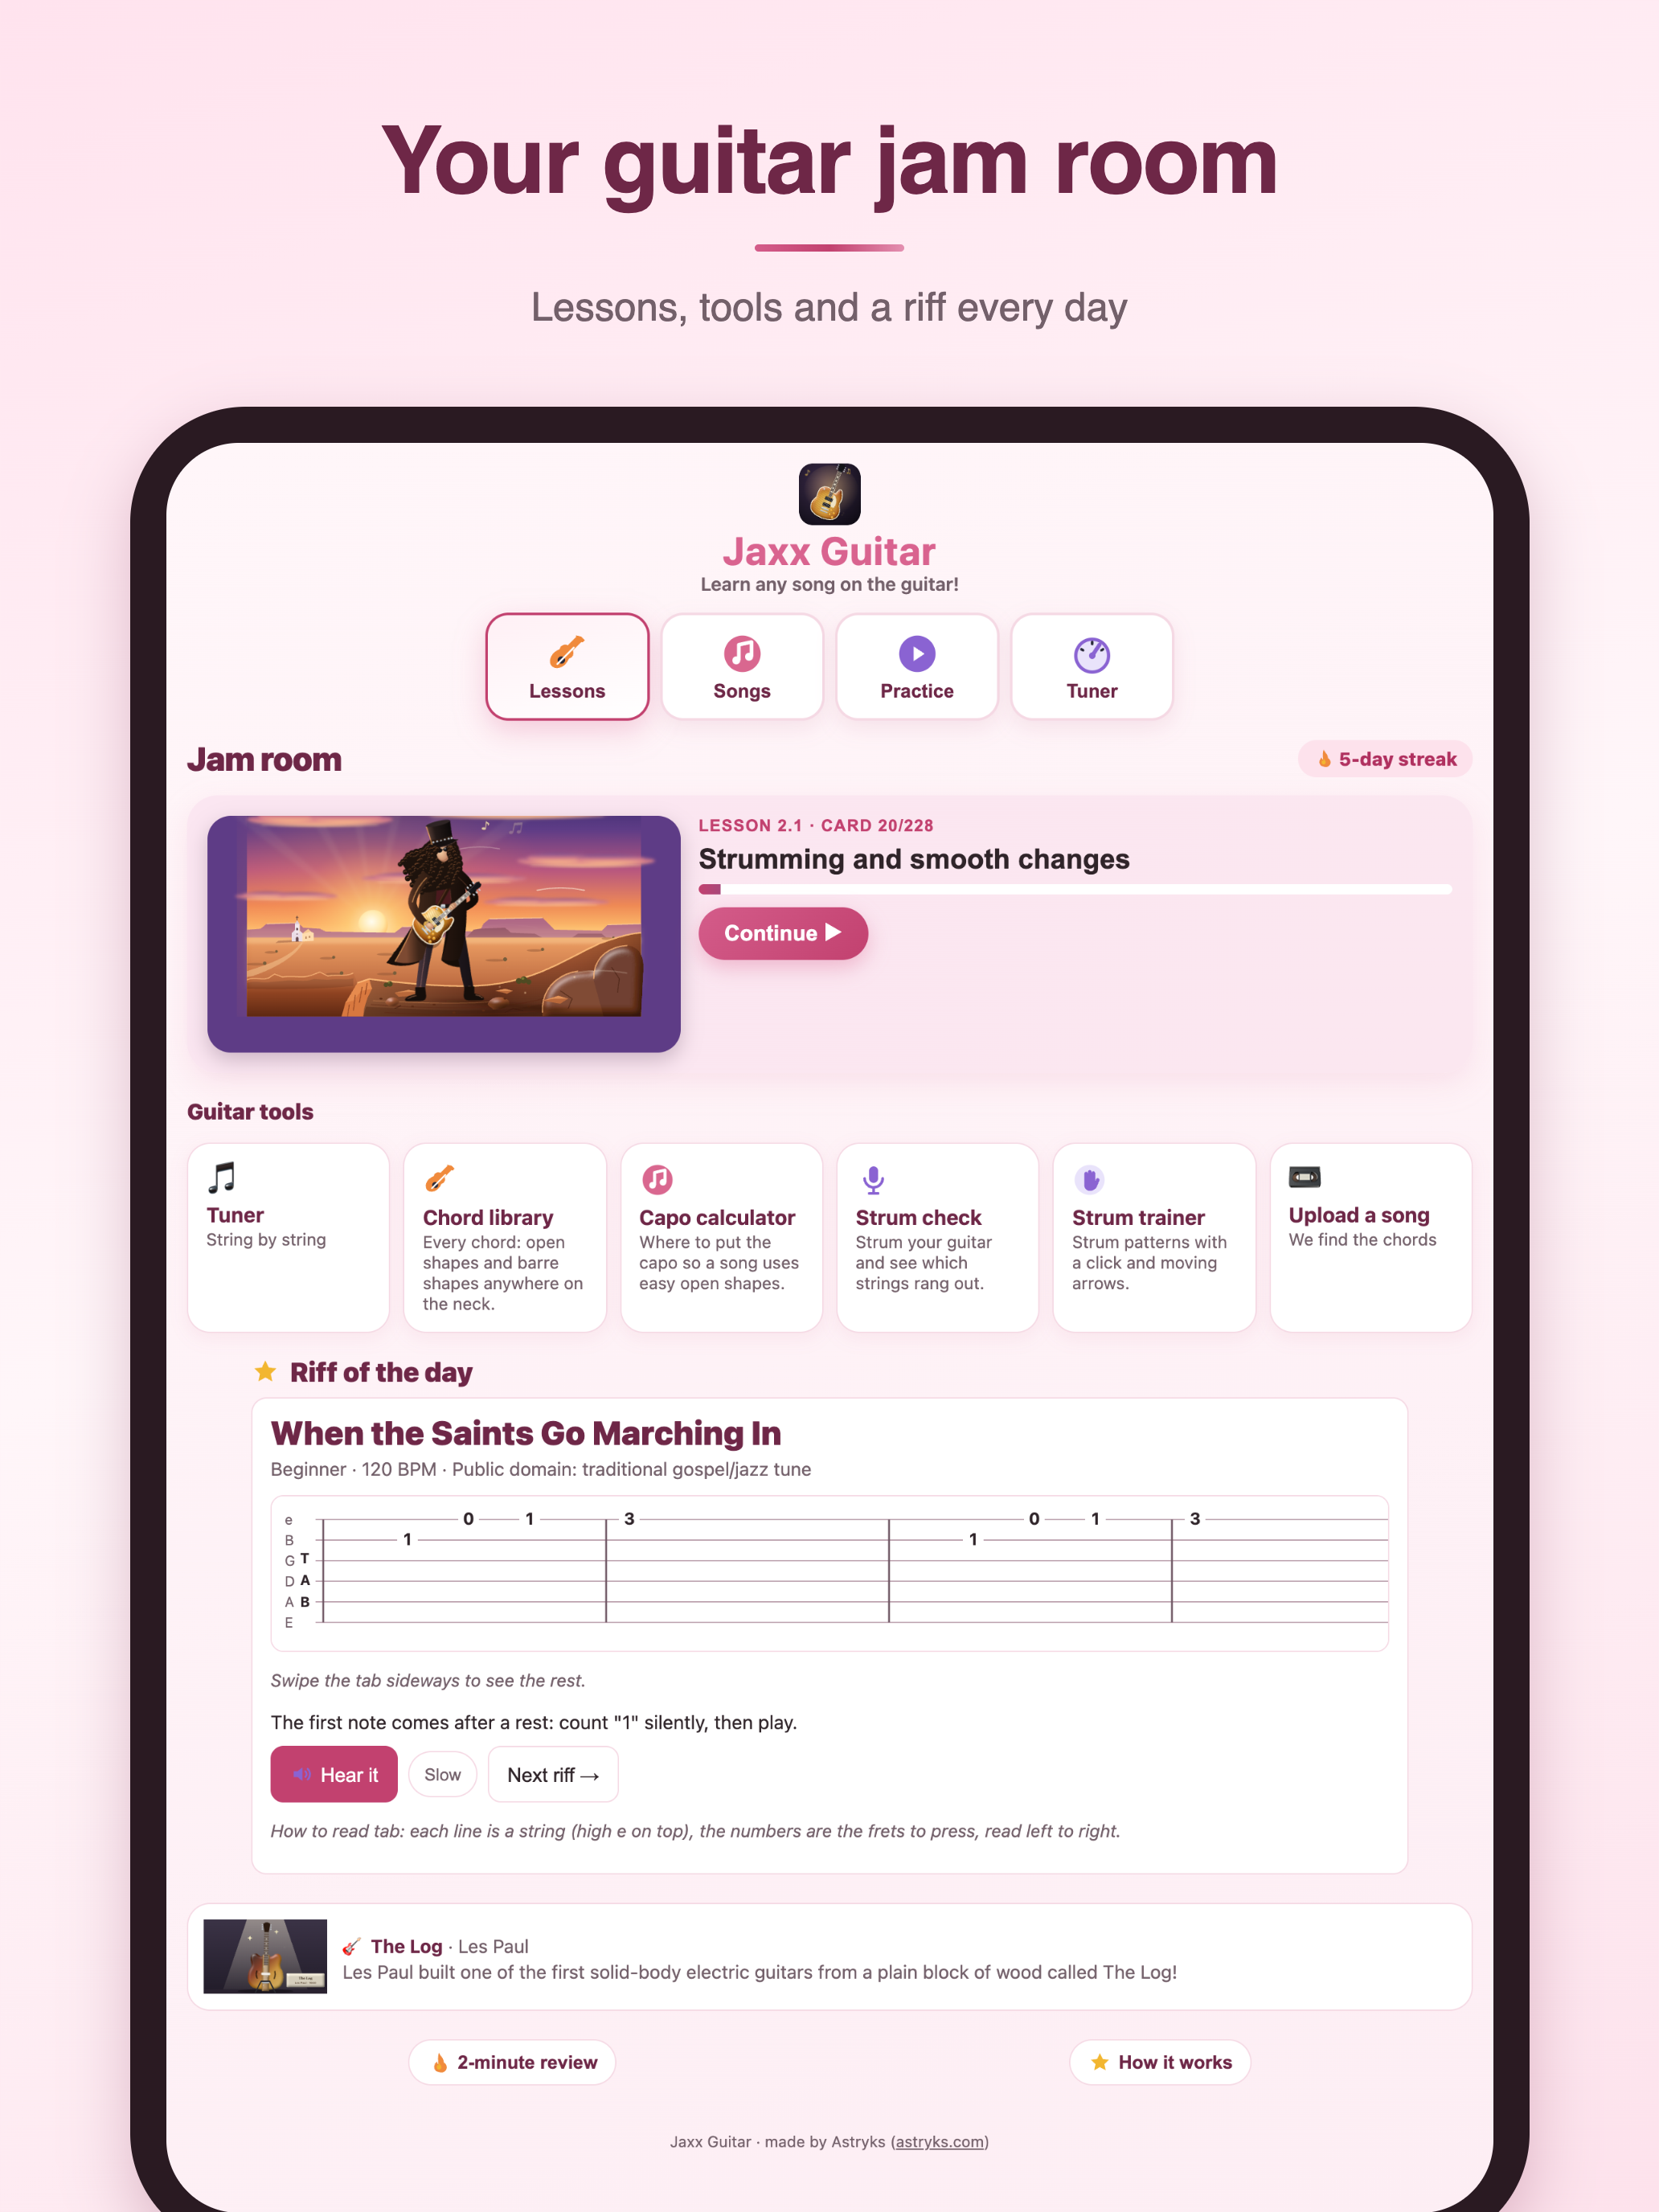 Your guitar jam room
Lessons, tools and a riff every day
Jaxx Guitar
Learn any song on the guitar!
Lessons
Songs
Practice
Tuner
Jam room
5-day streak
LESSON 2.1 · CARD 20/228
Strumming and smooth changes
Continue ▶
Guitar tools
Tuner
String by string
Chord library
Every chord: open
shapes and barre
shapes anywhere on
the neck.
Capo calculator
Where to put the
capo so a song uses
easy open shapes.
Strum check
Strum your guitar
and see which
strings rang out.
Strum trainer
Strum patterns with
a click and moving
arrows.
Upload a song
We find the chords
Riff of the day
When the Saints Go Marching In
Beginner · 120 BPM · Public domain: traditional gospel/jazz tune
e 0 1 3 0 1 3
B 1 1
G T
D A
A B
E
Swipe the tab sideways to see the rest.
The first note comes after a rest: count "1" silently, then play.
Hear it
Slow
Next riff →
How to read tab: each line is a string (high e on top), the numbers are the frets to press, read left to right.
The Log · Les Paul
Les Paul built one of the first solid-body electric guitars from a plain block of wood called The Log!
2-minute review
How it works
Jaxx Guitar · made by Astryks (astryks.com)